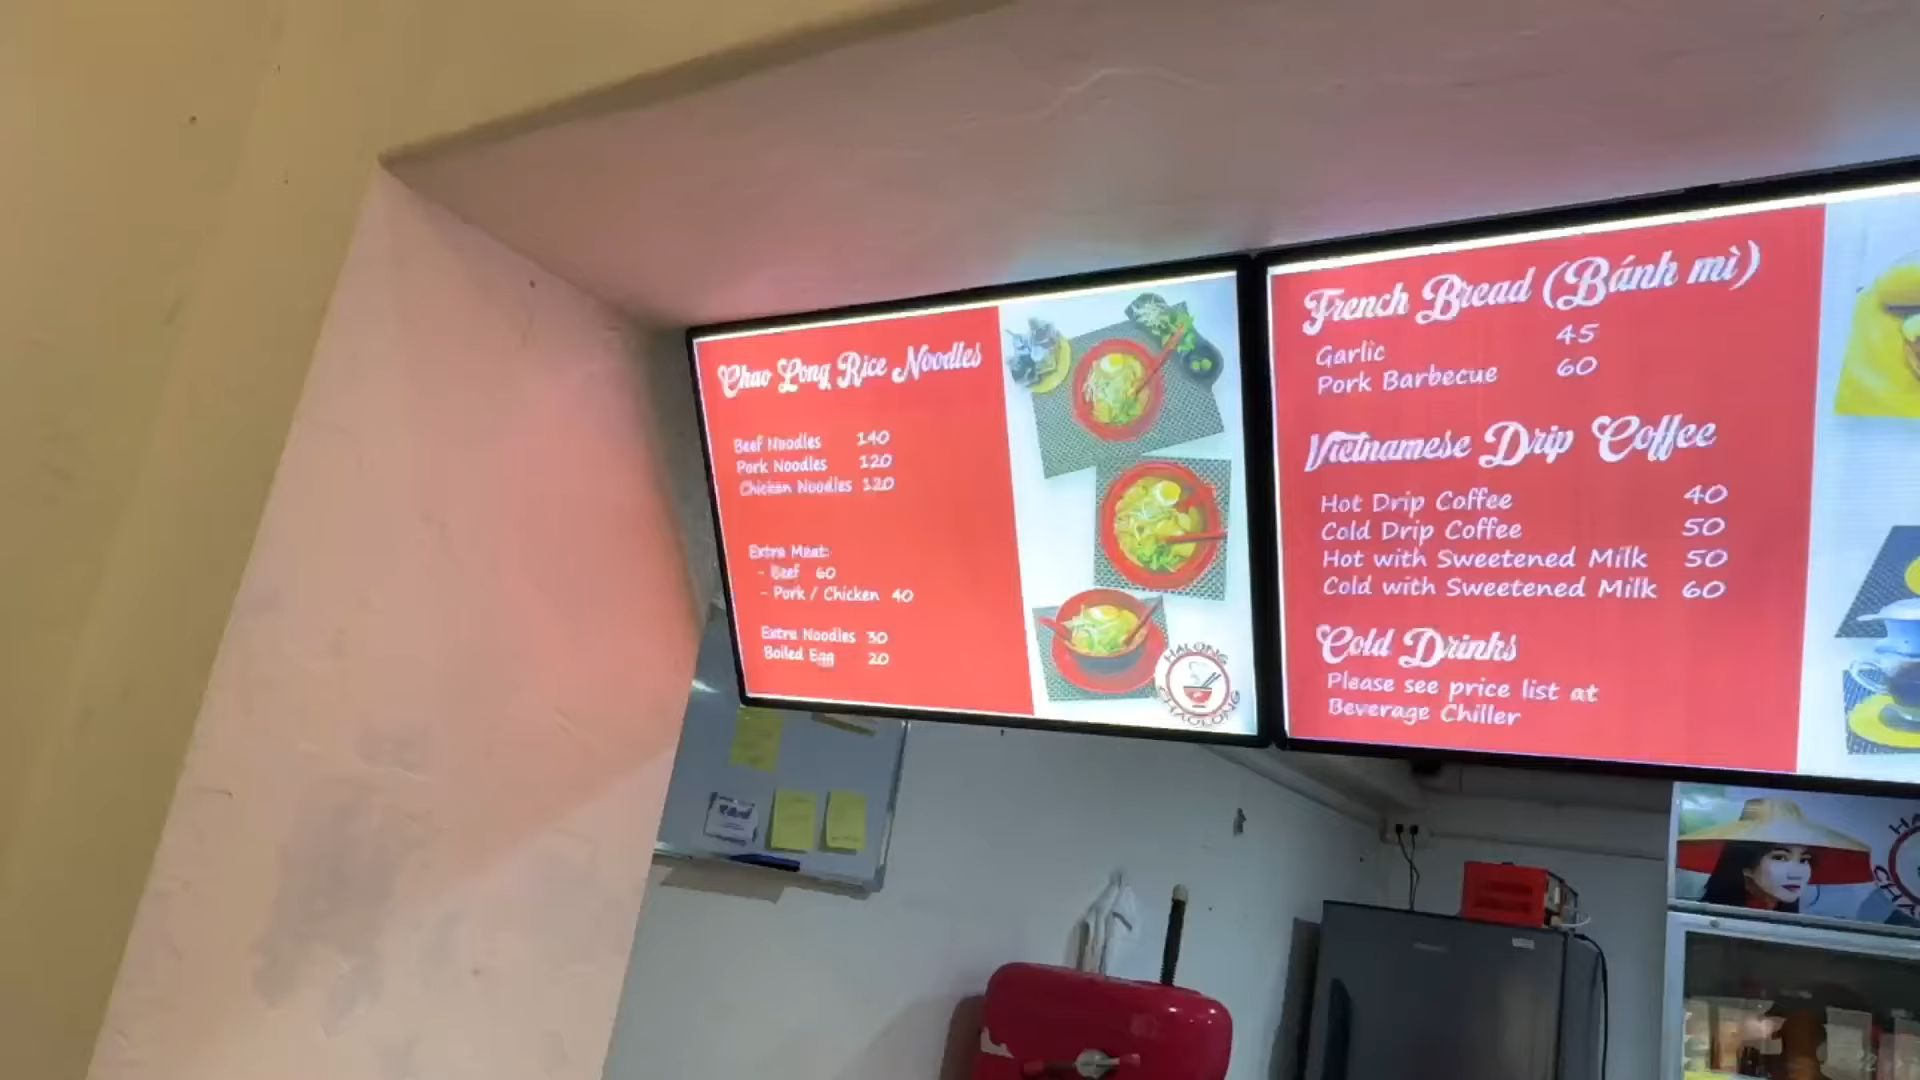 Chao Long Rice Noodles
Beef Noodles 140
Pork Noodles 120
Chicken Noodles 120
Extra Meat:
- Beef 60
- Pork / Chicken 40
Extra Noodles 30
Boiled Egg 20
HALONG
CHAOLONG
French Bread (Bánh mì)
Garlic 45
Pork Barbecue 60
Vietnamese Drip Coffee
Hot Drip Coffee 40
Cold Drip Coffee 50
Hot with Sweetened Milk 50
Cold with Sweetened Milk 60
Cold Drinks
Please see price list at
Beverage Chiller